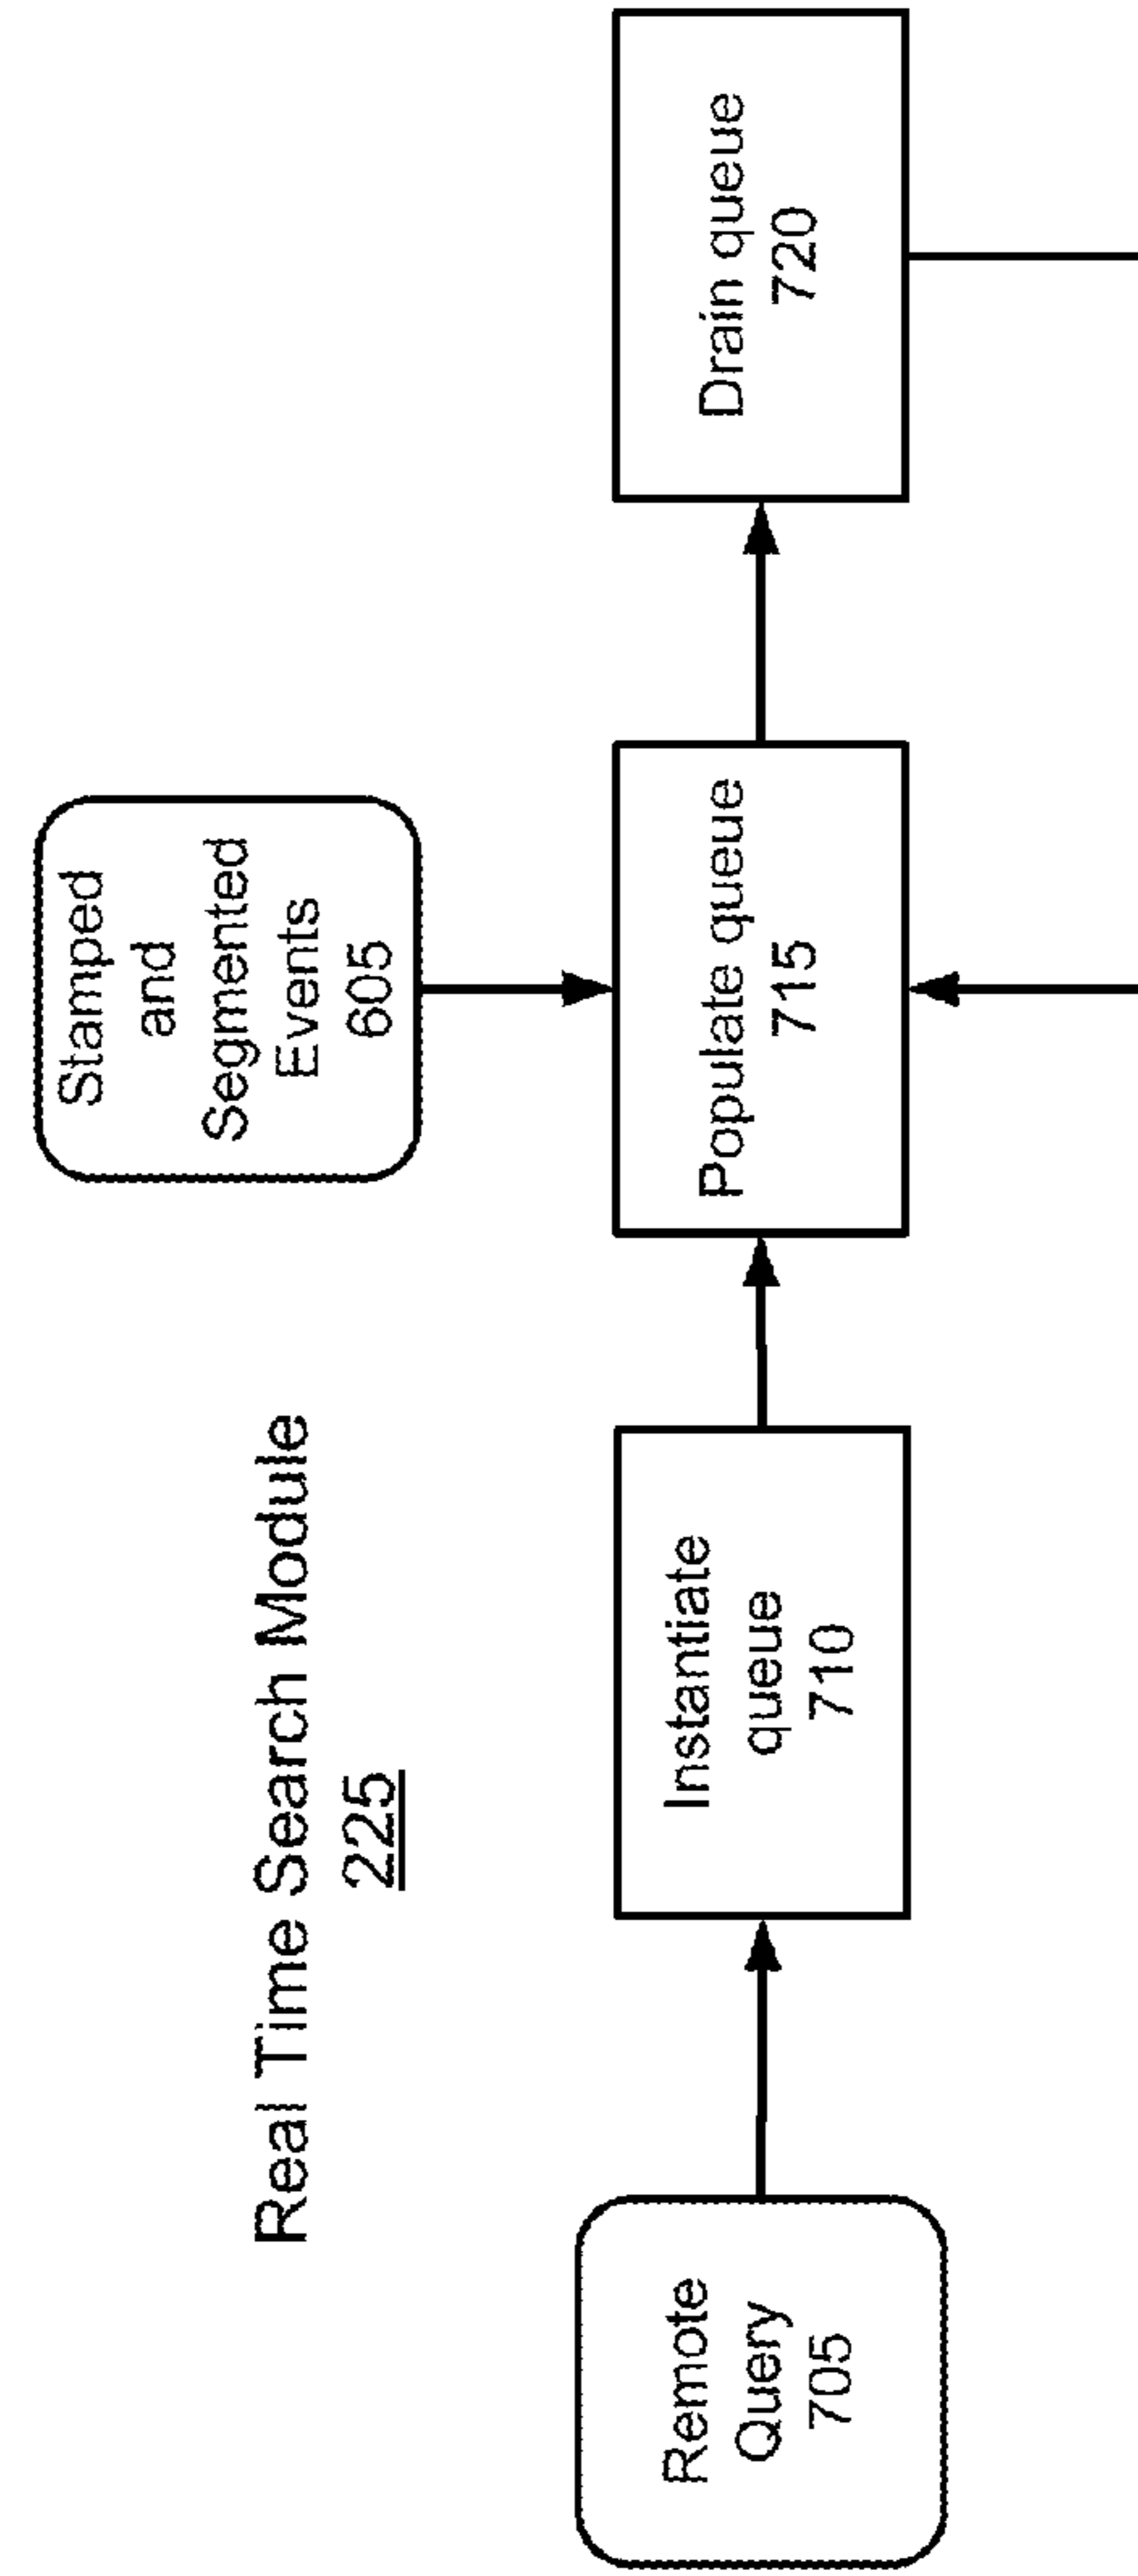 Real Time Search Module
225
Stamped
and
Segmented
Events
605
Remote
Query
705
Instantiate
queue
710
Populate queue
715
Drain queue
720